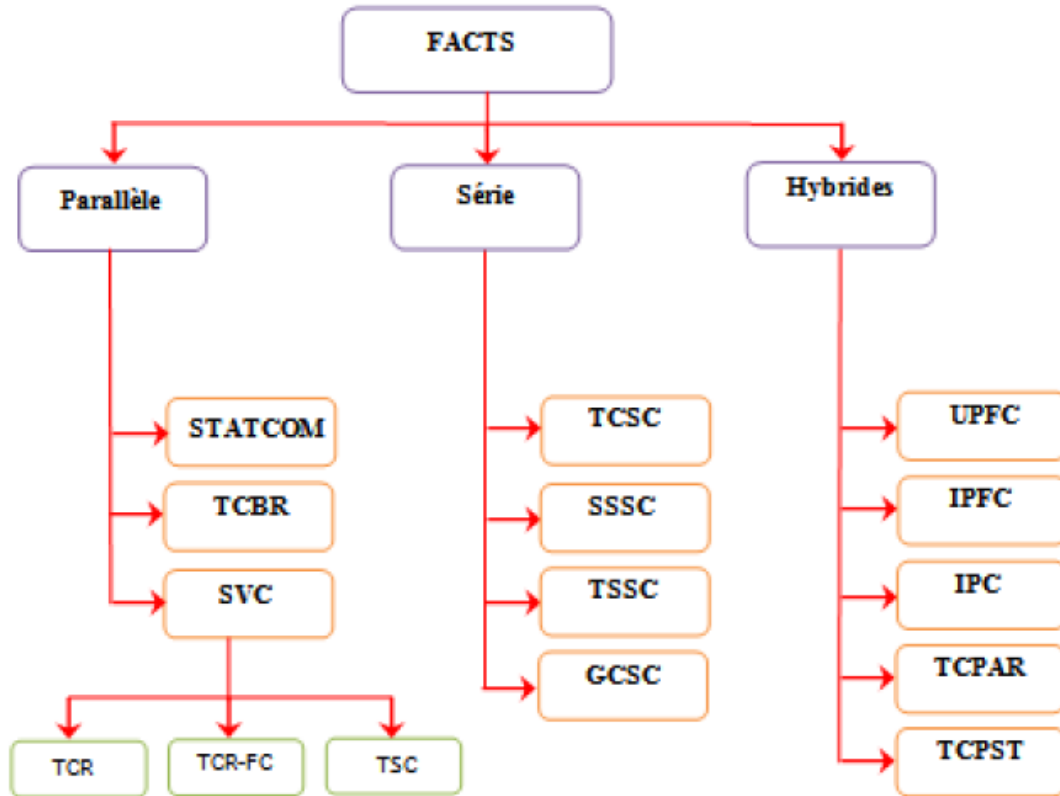 FACTS
Parallèle
Série
Hybrides
STATCOM
TCBR
SVC
TCR
TCR-FC
TSC
TCSC
SSSC
TSSC
GCSC
UPFC
IPFC
IPC
TCPAR
TCPST